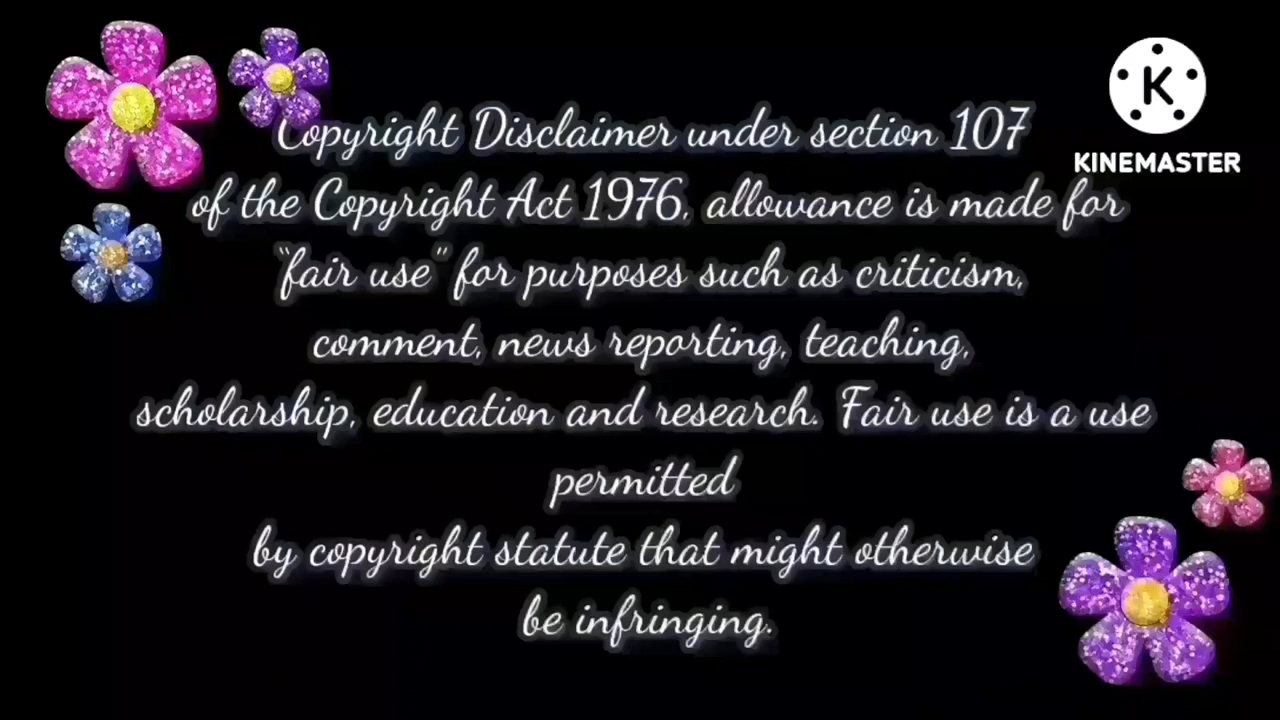 Copyright Disclaimer under section 107
of the Copyright Act 1976, allowance is made for
“fair use” for purposes such as criticism,
comment, news reporting, teaching,
scholarship, education and research. Fair use is a use
permitted
by copyright statute that might otherwise
be infringing.
K
KINEMASTER